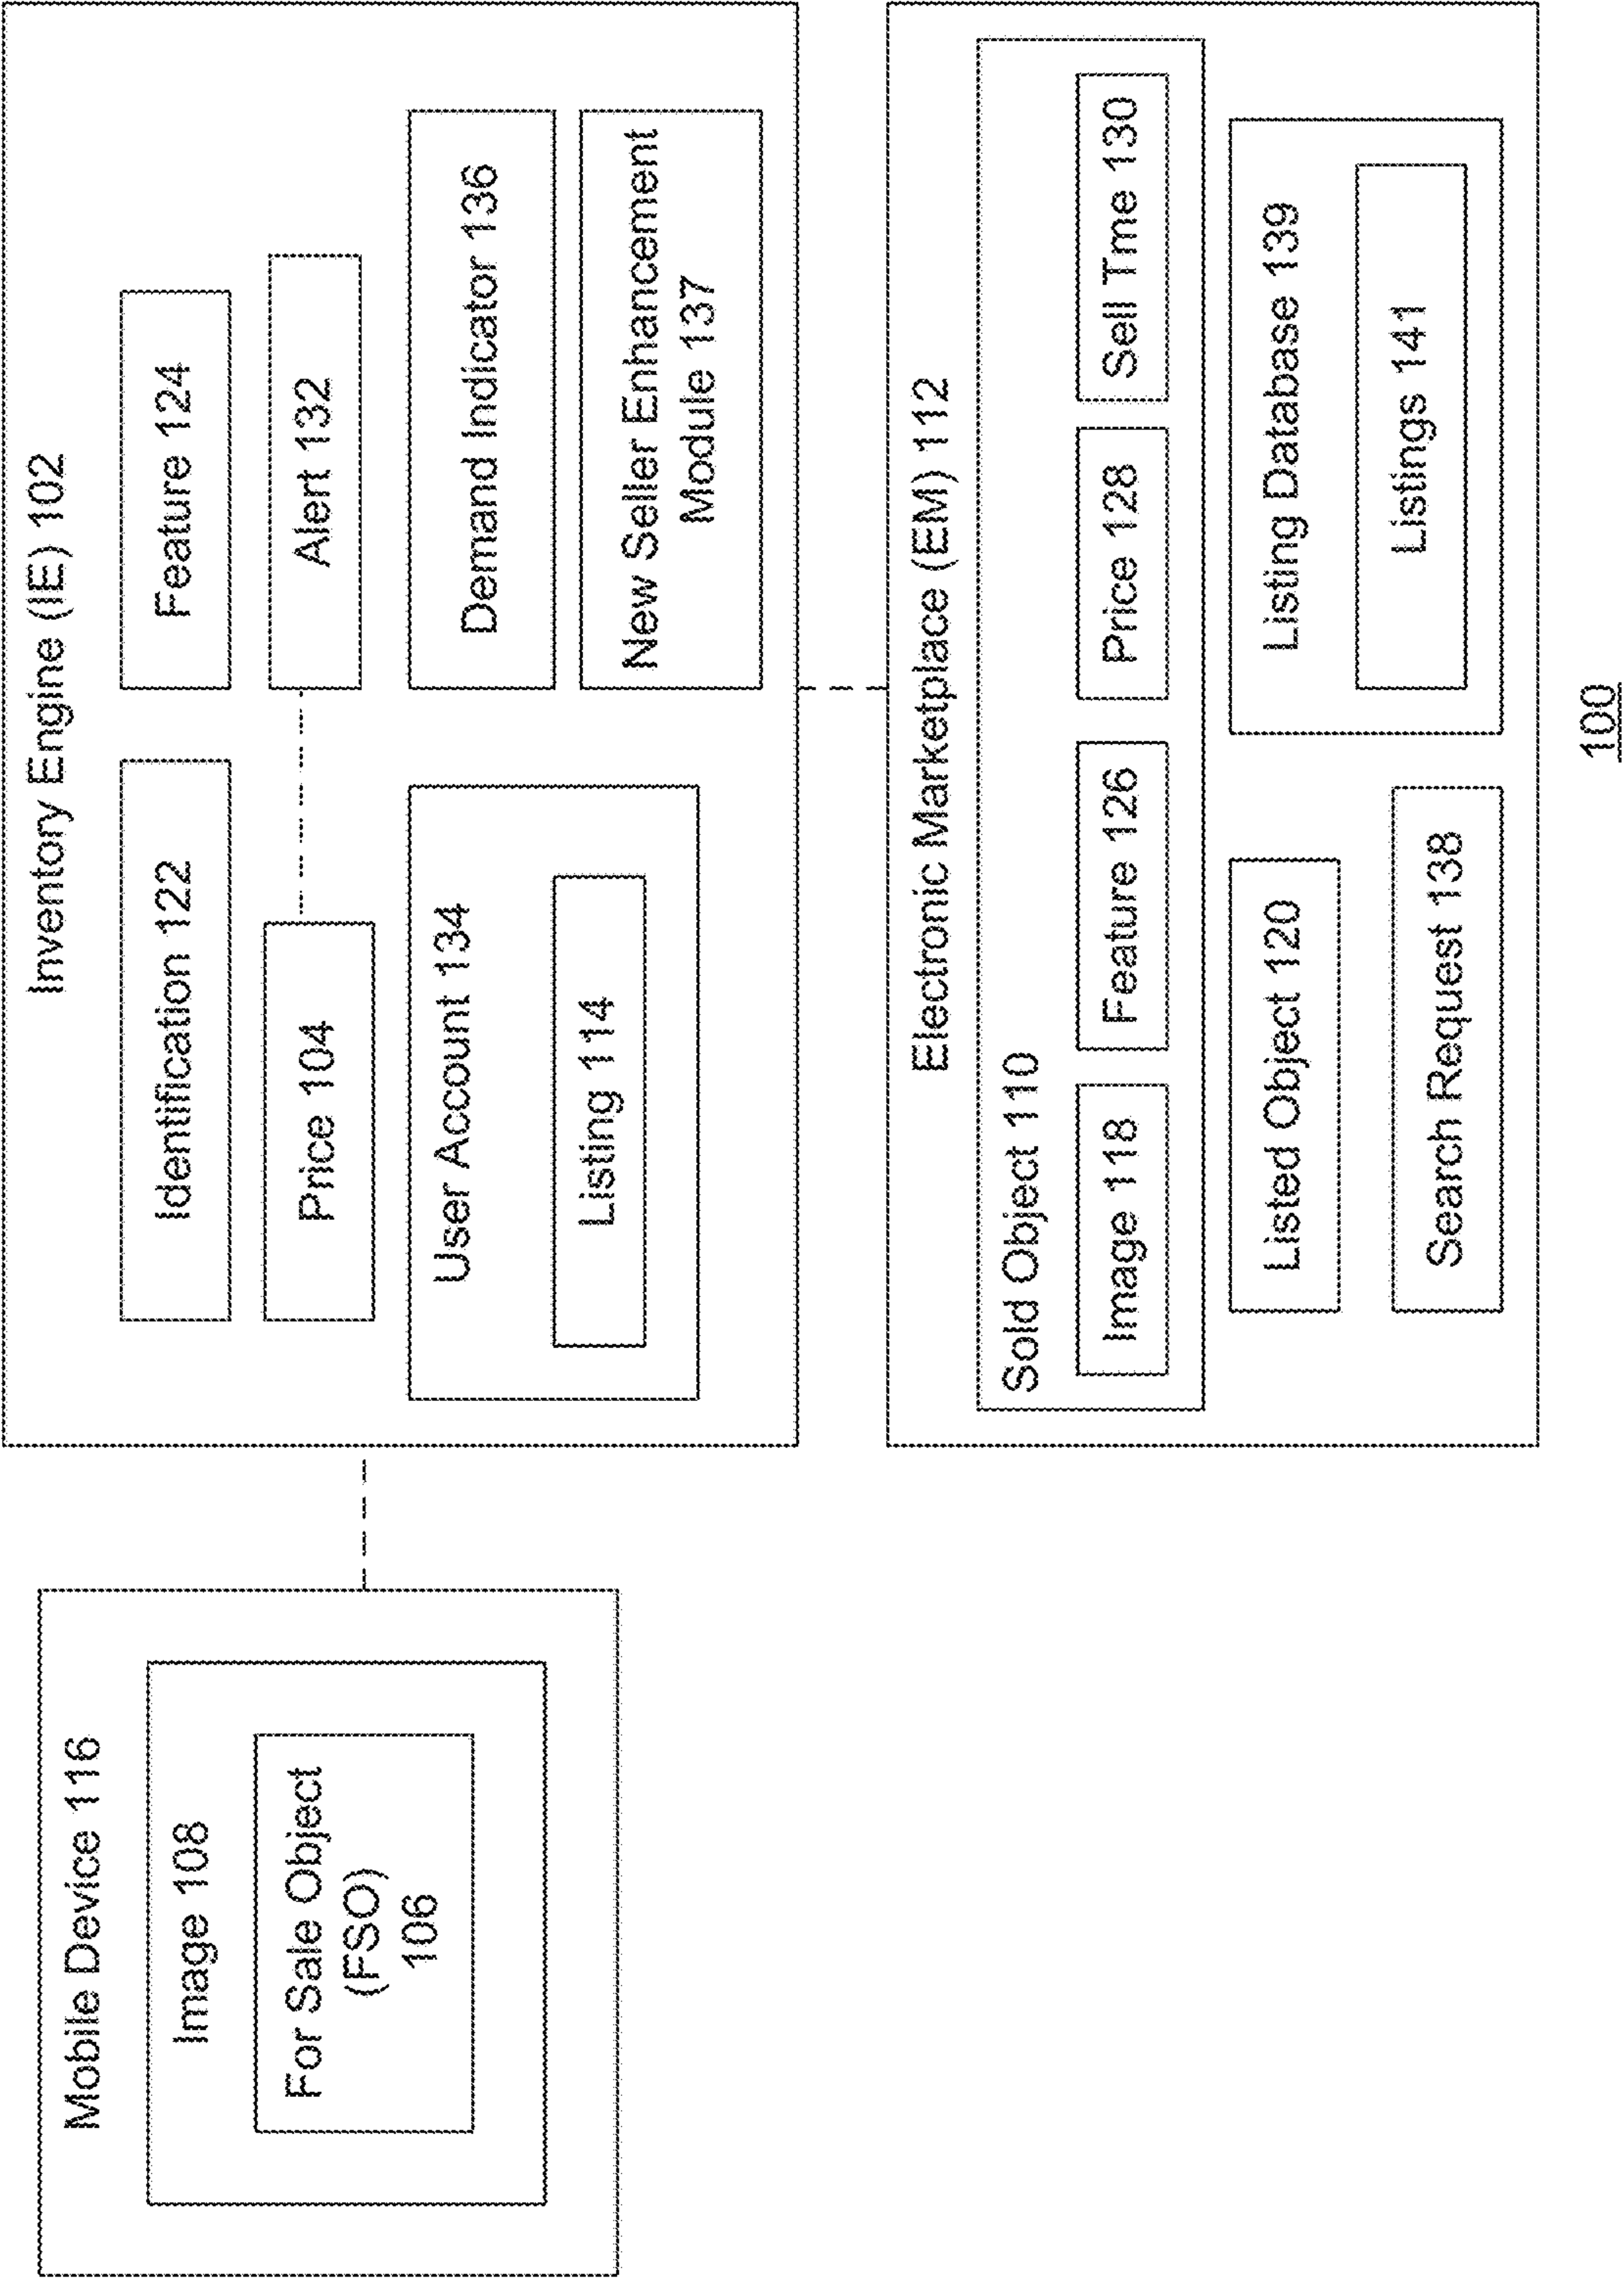 Mobile Device 116
Image 108
For Sale Object
(FSO)
106
Inventory Engine (IE) 102
Identification 122
Feature 124
Price 104
Alert 132
User Account 134
Listing 114
Demand Indicator 136
New Seller Enhancement
Module 137
Electronic Marketplace (EM) 112
Sold Object 110
Image 118
Feature 126
Price 128
Sell Tme 130
Listed Object 120
Listing Database 139
Listings 141
Search Request 138
100